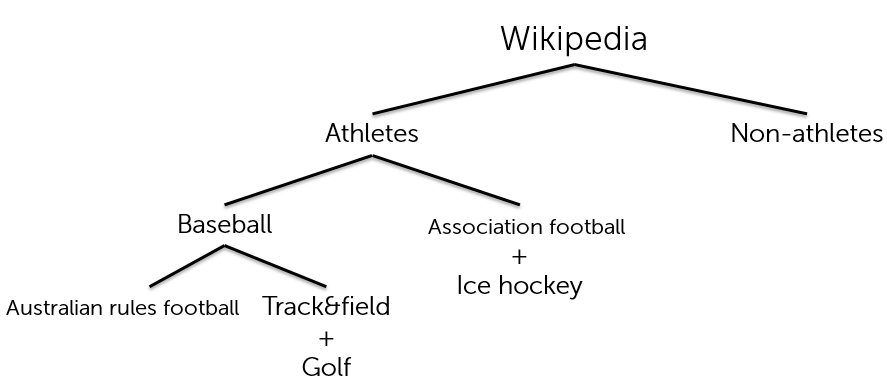 Wikipedia
Athletes
Non-athletes
Baseball
Association football
+
Ice hockey
Australian rules football
Track&field
+
Golf